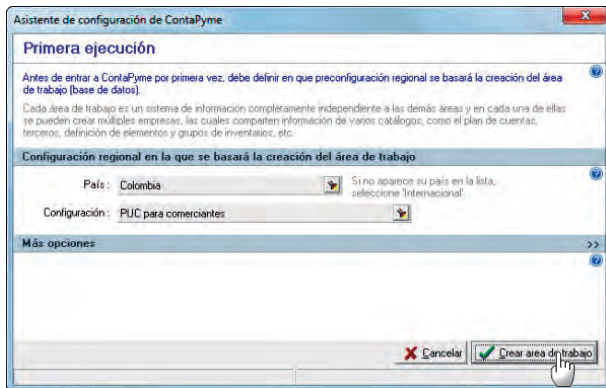 Asistente de configuración de ContaPyme
Primera ejecución
Antes de entrar a ContaPyme por primera vez, debe definir en que preconfiguración regional se basará la creación del área
de trabajo (base de datos).
Cada área de trabajo es un sistema de información completamente independiente a las demás áreas y en cada una de ellas
se pueden crear múltiples empresas, las cuales comparten información de varios catálogos, como el plan de cuentas,
terceros, definición de elementos y grupos de inventarios, etc.
Configuración regional en la que se basará la creación del área de trabajo
País: Colombia
Si no aparece su país en la lista,
seleccione 'Internacional'.
Configuración: PUC para comerciantes
Más opciones >>
Cancelar Crear area de trabajo